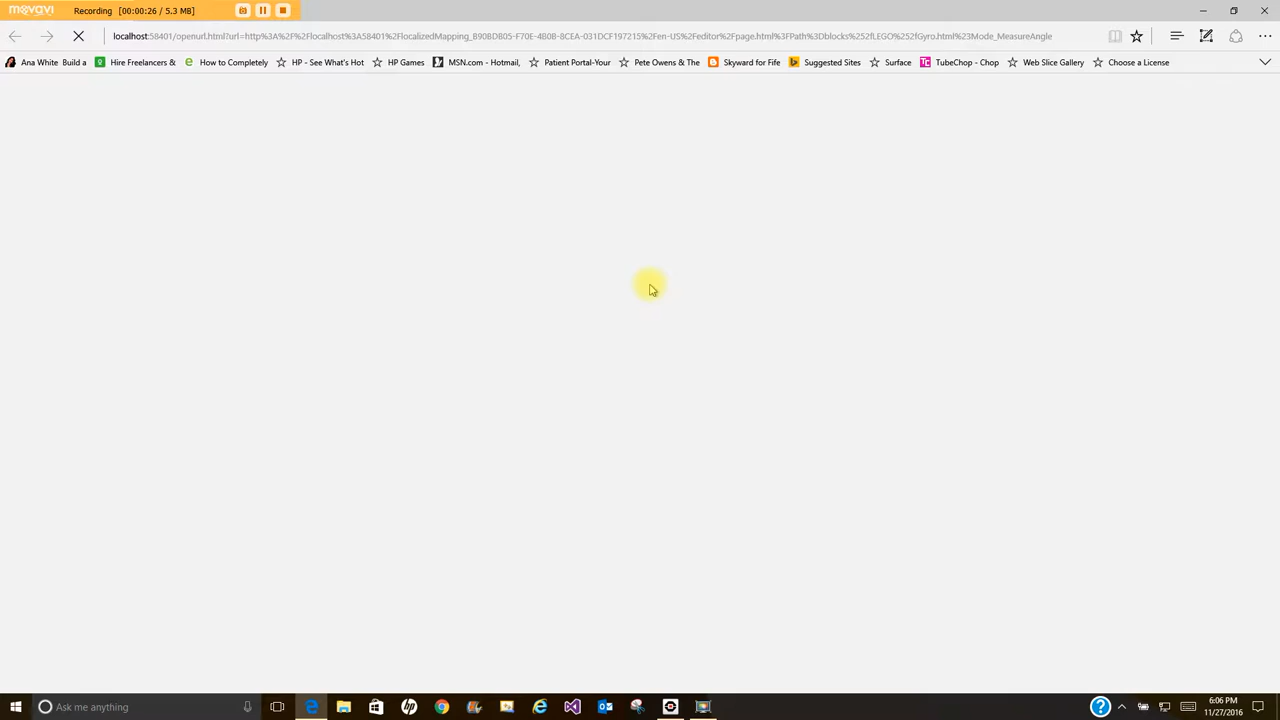 movavi Recording [00:00:26 / 5.3 MB]
localhost:58401/openurl.html?url=http%3A%2F%2Flocalhost%3A58401%2FlocalizedMapping_B90BDB05-F70E-4B0B-8CEA-031DCF197215%2Fen-US%2Feditor%2Fpage.html%3FPath%3Dblocks%252fLEGO%252fGyro.html%23Mode_MeasureAngle
Ana White Build a Hire Freelancers & How to Completely HP - See What's Hot HP Games MSN.com - Hotmail, Patient Portal-Your Pete Owens & The Skyward for Fife Suggested Sites Surface TC TubeChop - Chop Web Slice Gallery Choose a License
Ask me anything
6:06 PM
11/27/2016